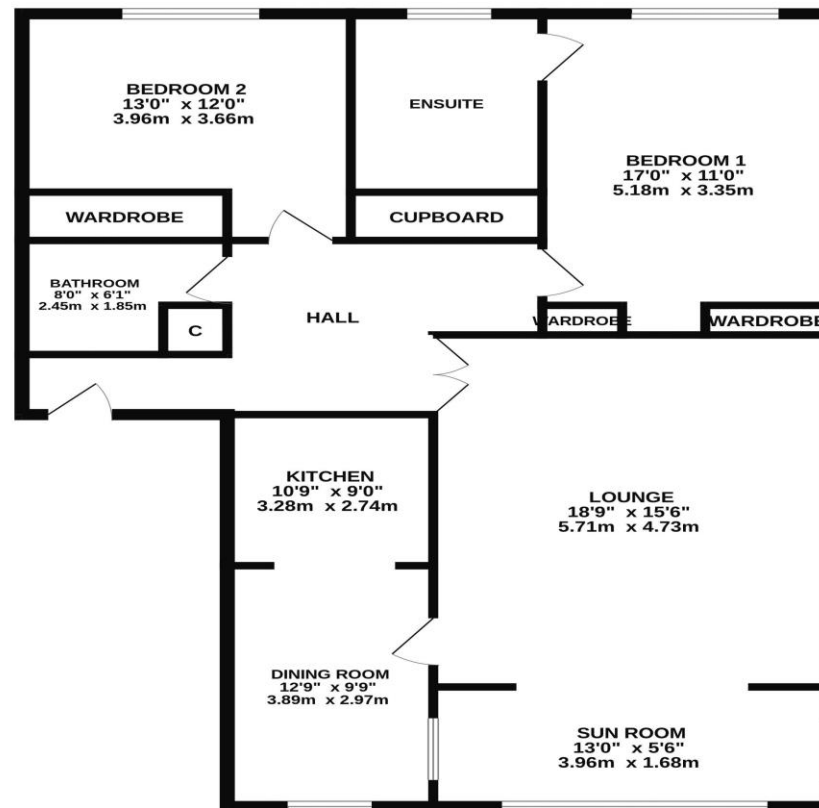 BEDROOM 2
13'0" x 12'0"
3.96m x 3.66m
ENSUITE
BEDROOM 1
17'0" x 11'0"
5.18m x 3.35m
WARDROBE
CUPBOARD
BATHROOM
8'0" x 6'1"
2.45m x 1.85m
C
HALL
WARDROBE
WARDROBE
KITCHEN
10'9" x 9'0"
3.28m x 2.74m
LOUNGE
18'9" x 15'6"
5.71m x 4.73m
DINING ROOM
12'9" x 9'9"
3.89m x 2.97m
SUN ROOM
13'0" x 5'6"
3.96m x 1.68m